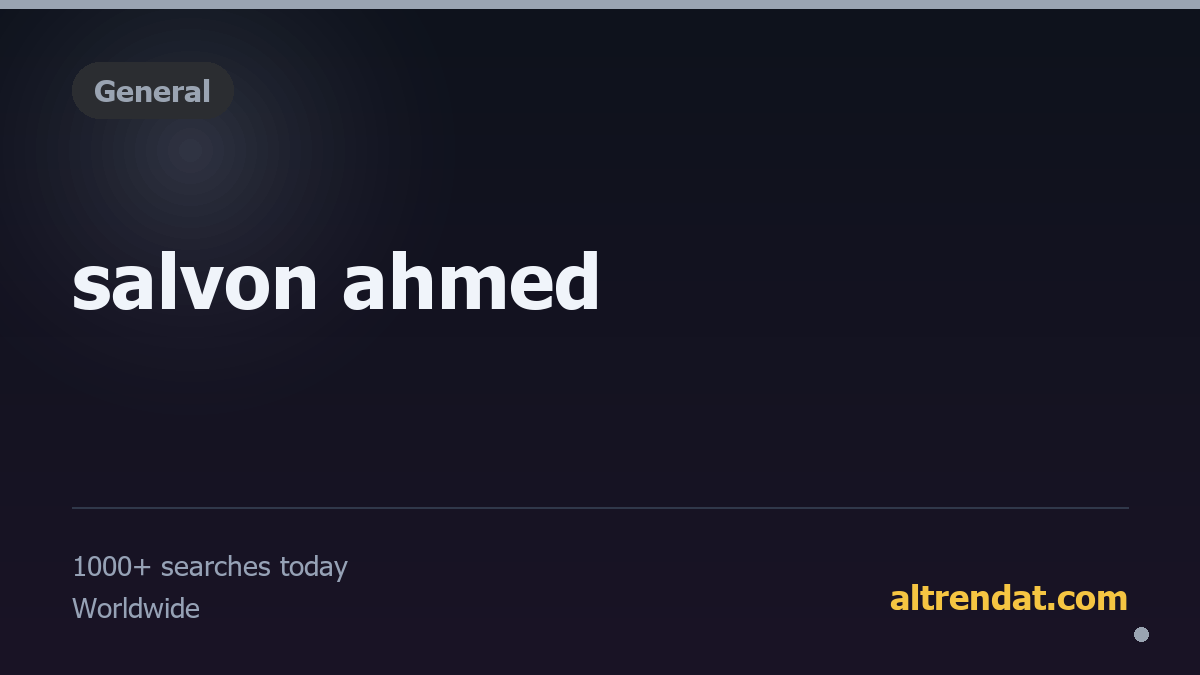 General
salvon ahmed
1000+ searches today
Worldwide
altrendat.com